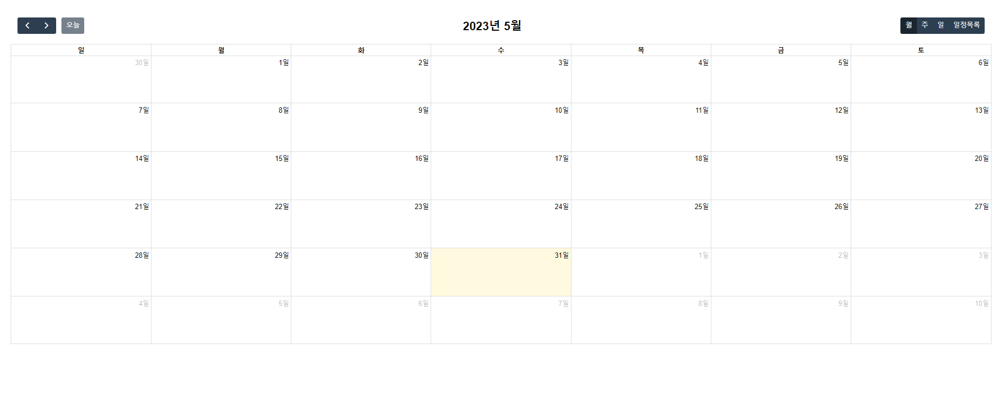 오늘 2023년 5월 월 주 일 일정목록
일 월 화 수 목 금 토
30일 1일 2일 3일 4일 5일 6일
7일 8일 9일 10일 11일 12일 13일
14일 15일 16일 17일 18일 19일 20일
21일 22일 23일 24일 25일 26일 27일
28일 29일 30일 31일 1일 2일 3일
4일 5일 6일 7일 8일 9일 10일